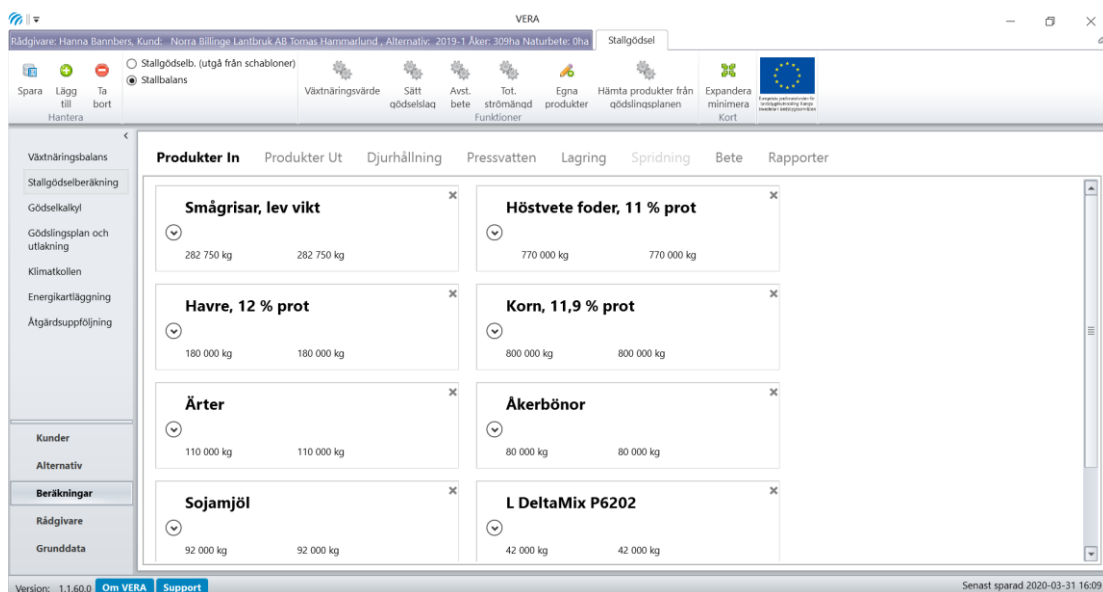 VERA
Rådgivare: Hanna Bannbers, Kund: Norra Billinge Lantbruk AB Tomas Hammarlund , Alternativ: 2019-1 Åker: 309ha Naturbete: 0ha
Stallgödsel
Spara
Lägg till
Ta bort
Hantera
Stallgödselb. (utgå från schabloner)
Stallbalans
Växtnäringsvärde
Sätt gödselslag
Avst. bete
Tot. strömängd
Egna produkter
Hämta produkter från gödslingsplanen
Funktioner
Expandera minimera
Kort
Växtnäringsbalans
Stallgödselberäkning
Gödselkalkyl
Gödslingsplan och
utlakning
Klimatkollen
Energikartläggning
Åtgärdsuppföljning
Kunder
Alternativ
Beräkningar
Rådgivare
Grunddata
Produkter In Produkter Ut Djurhållning Pressvatten Lagring Spridning Bete Rapporter
Smågrisar, lev vikt
282 750 kg 282 750 kg
Höstvete foder, 11 % prot
770 000 kg 770 000 kg
Havre, 12 % prot
180 000 kg 180 000 kg
Korn, 11,9 % prot
800 000 kg 800 000 kg
Ärter
110 000 kg 110 000 kg
Åkerbönor
80 000 kg 80 000 kg
Sojamjöl
92 000 kg 92 000 kg
L DeltaMix P6202
42 000 kg 42 000 kg
Version: 1.1.60.0 Om VERA Support
Senast sparad 2020-03-31 16:09